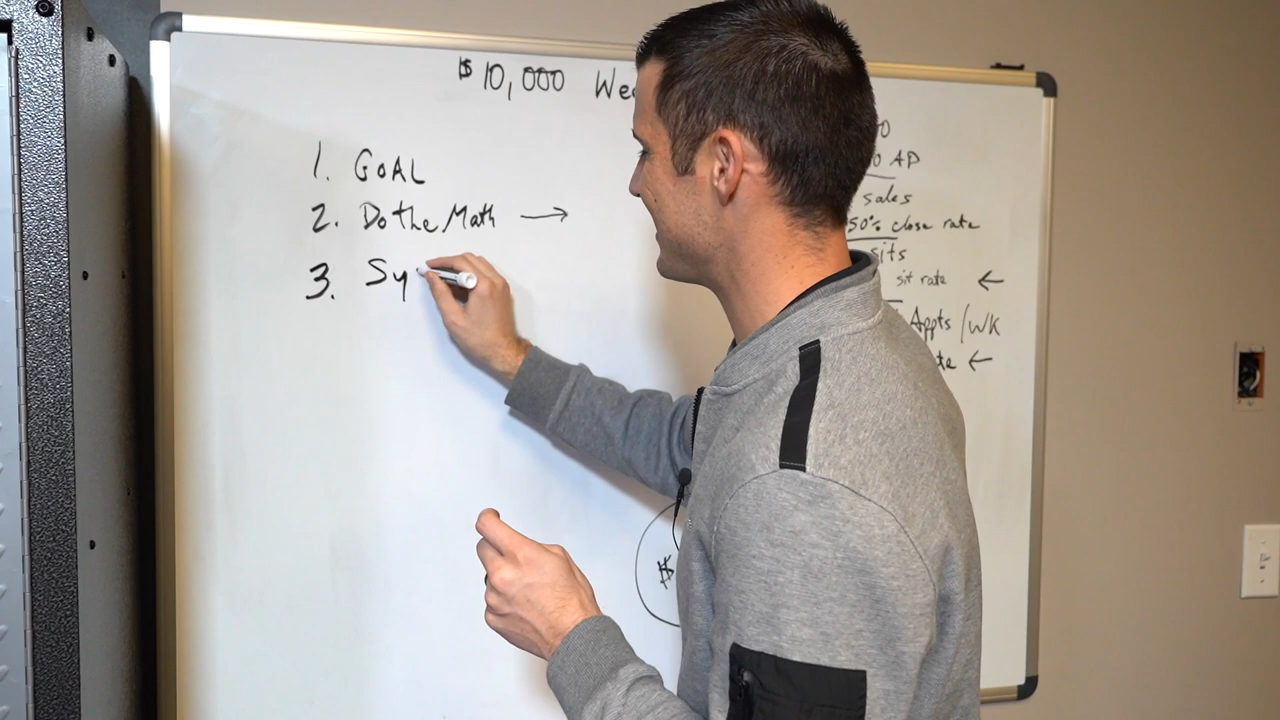 $10,000 We
1. GOAL
2. Do the Math →
3. Sy
0
0 AP
sales
50% close rate
sits
sit rate ←
Appts / WK
te ←
$